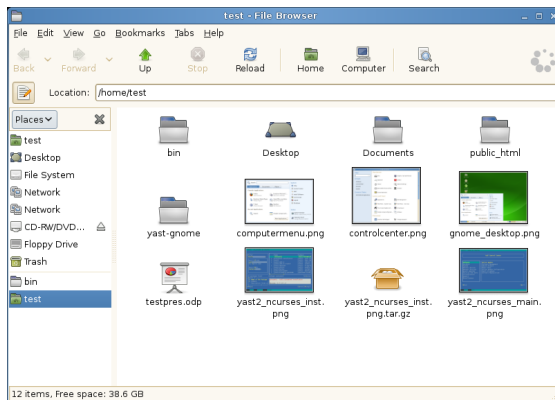 test - File Browser
File Edit View Go Bookmarks Tabs Help
Back Forward Up Stop Reload Home Computer Search
Location: /home/test
Places
test
Desktop
File System
Network
Network
CD-RW/DVD...
Floppy Drive
Trash
bin
test
bin Desktop Documents public_html
yast-gnome computermenu.png controlcenter.png gnome_desktop.png
testpres.odp yast2_ncurses_inst. yast2_ncurses_inst. yast2_ncurses_main.
png png.tar.gz png
12 items, Free space: 38.6 GB